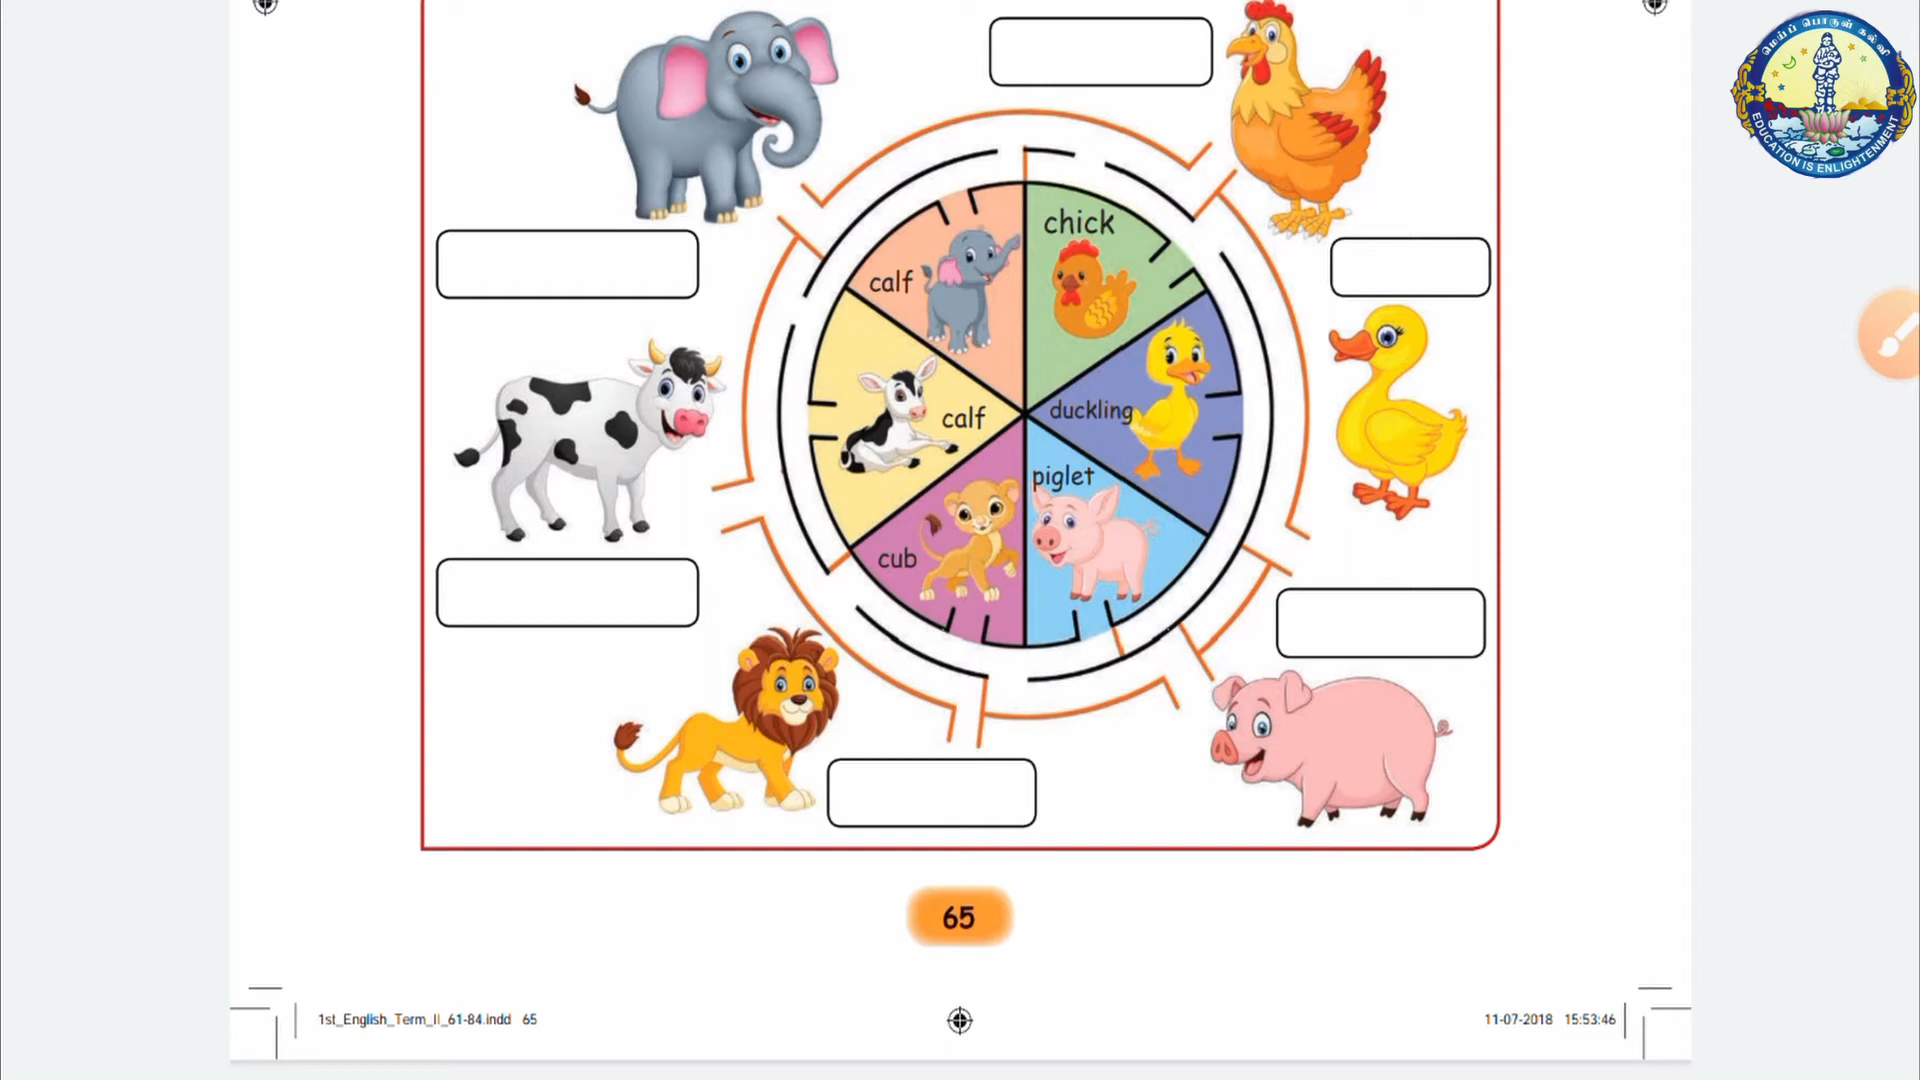 மெய்ப் பொருள் கல்வி
EDUCATION IS ENLIGHTENMENT
chick
calf
duckling
calf
piglet
cub
65
1st_English_Term_II_61-84.indd 65
11-07-2018 15:53:46